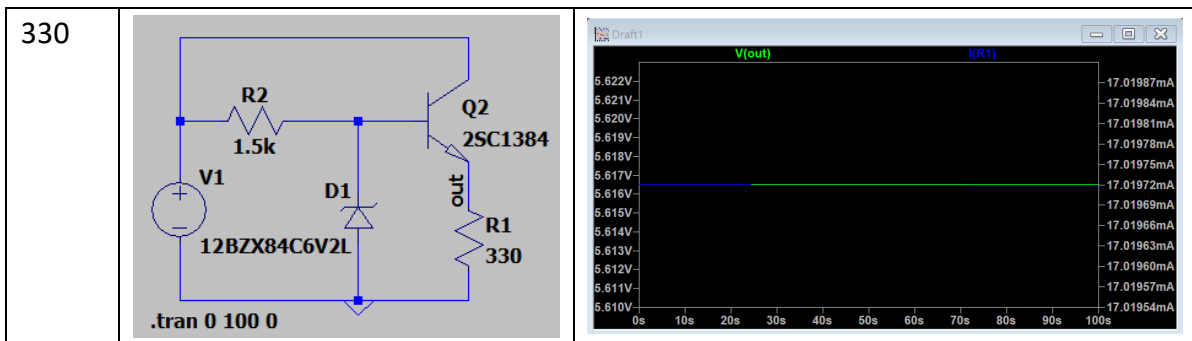 330
R2
1.5k
Q2
2SC1384
V1
D1
out
R1
330
12BZX84C6V2L
.tran 0 100 0
Draft1
V(out)
I(R1)
5.622V
5.621V
5.620V
5.619V
5.618V
5.617V
5.616V
5.615V
5.614V
5.613V
5.612V
5.611V
5.610V
17.01987mA
17.01984mA
17.01981mA
17.01978mA
17.01975mA
17.01972mA
17.01969mA
17.01966mA
17.01963mA
17.01960mA
17.01957mA
17.01954mA
0s 10s 20s 30s 40s 50s 60s 70s 80s 90s 100s